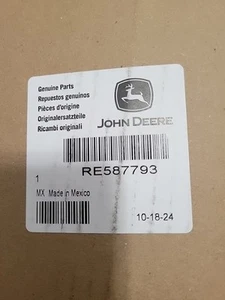 Genuine Parts
Repuestos genuinos
Pièces d'origine
Originalersatzteile
Ricambi originali
JOHN DEERE
1
RE587793
MX Made in Mexico
10-18-24